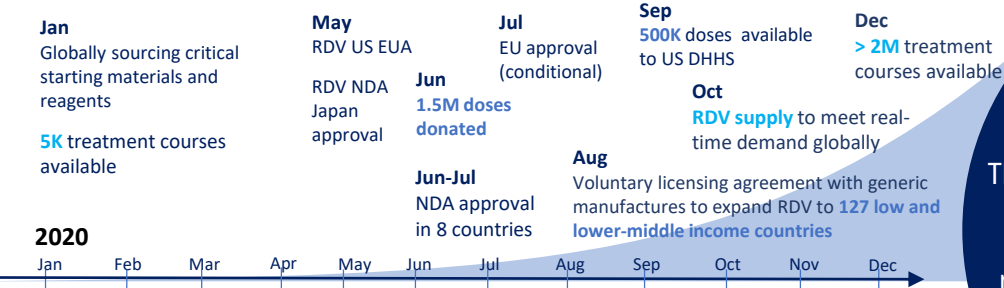 Jan
Globally sourcing critical
starting materials and
reagents
5K treatment courses
available
May
RDV US EUA
RDV NDA
Japan
approval
Jun
1.5M doses
donated
Jun-Jul
NDA approval
in 8 countries
Jul
EU approval
(conditional)
Aug
Voluntary licensing agreement with generic
manufactures to expand RDV to 127 low and
lower-middle income countries
Sep
500K doses available
to US DHHS
Oct
RDV supply to meet real-
time demand globally
Dec
> 2M treatment
courses available
T
2020
Jan Feb Mar Apr May Jun Jul Aug Sep Oct Nov Dec